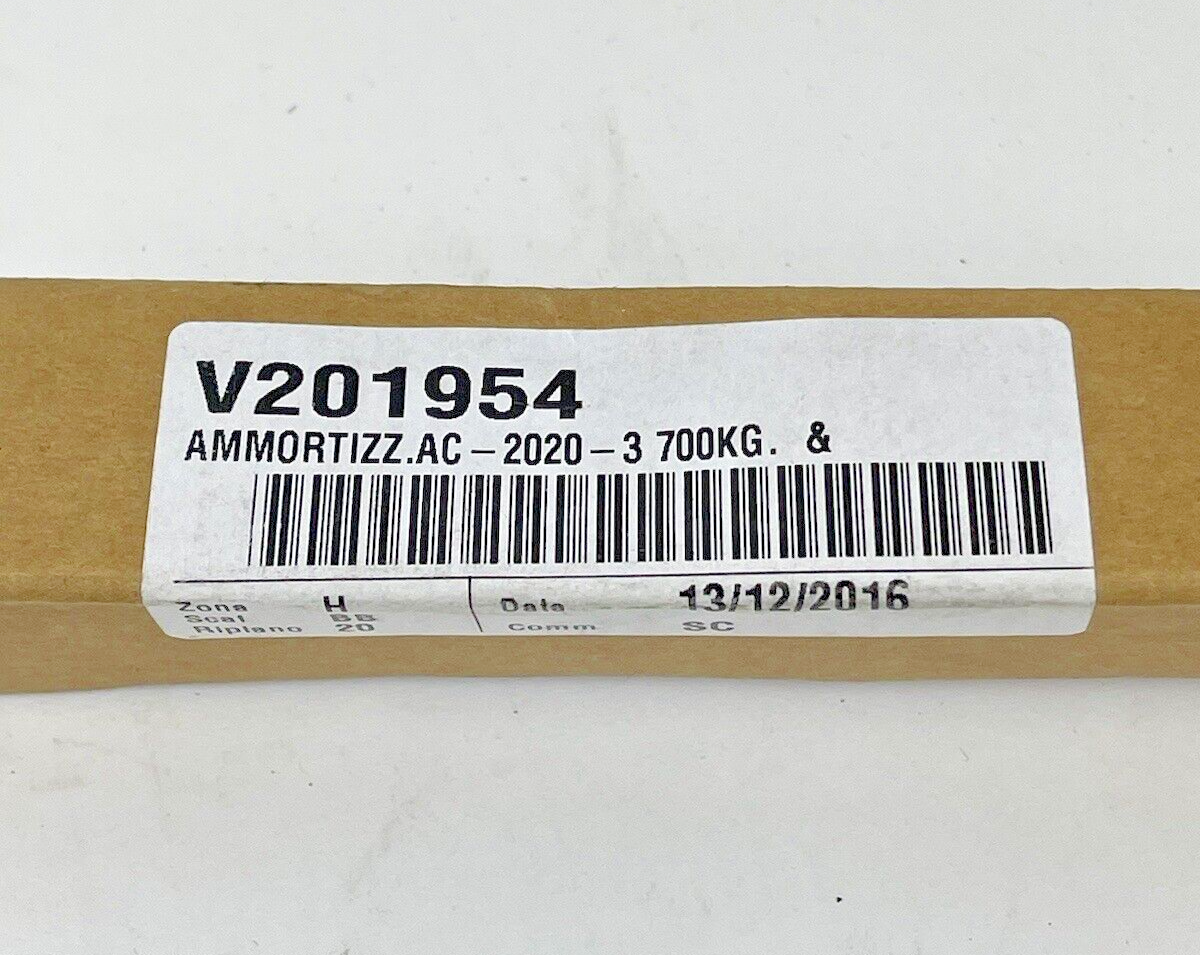 V201954
AMMORTIZZ.AC-2020-3 700KG. &
Zona H Data 13/12/2016
Scaf BB Comm SC
Ripiano 20